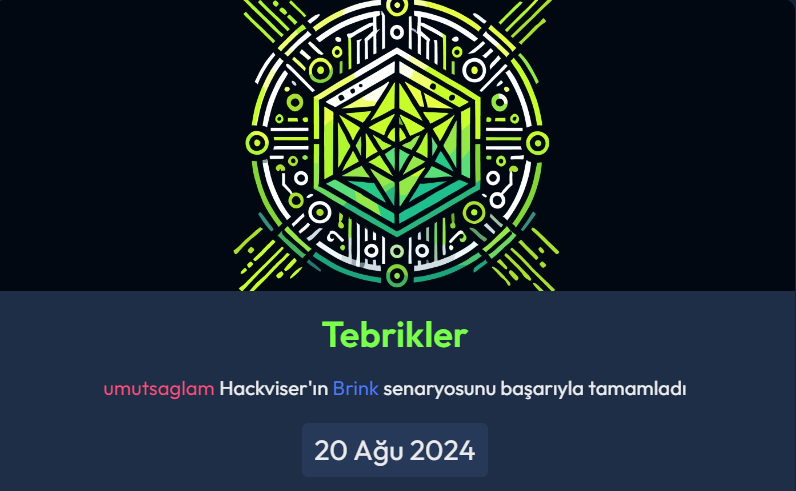 Tebrikler
umutsaglam Hackviser'ın Brink senaryosunu başarıyla tamamladı
20 Ağu 2024